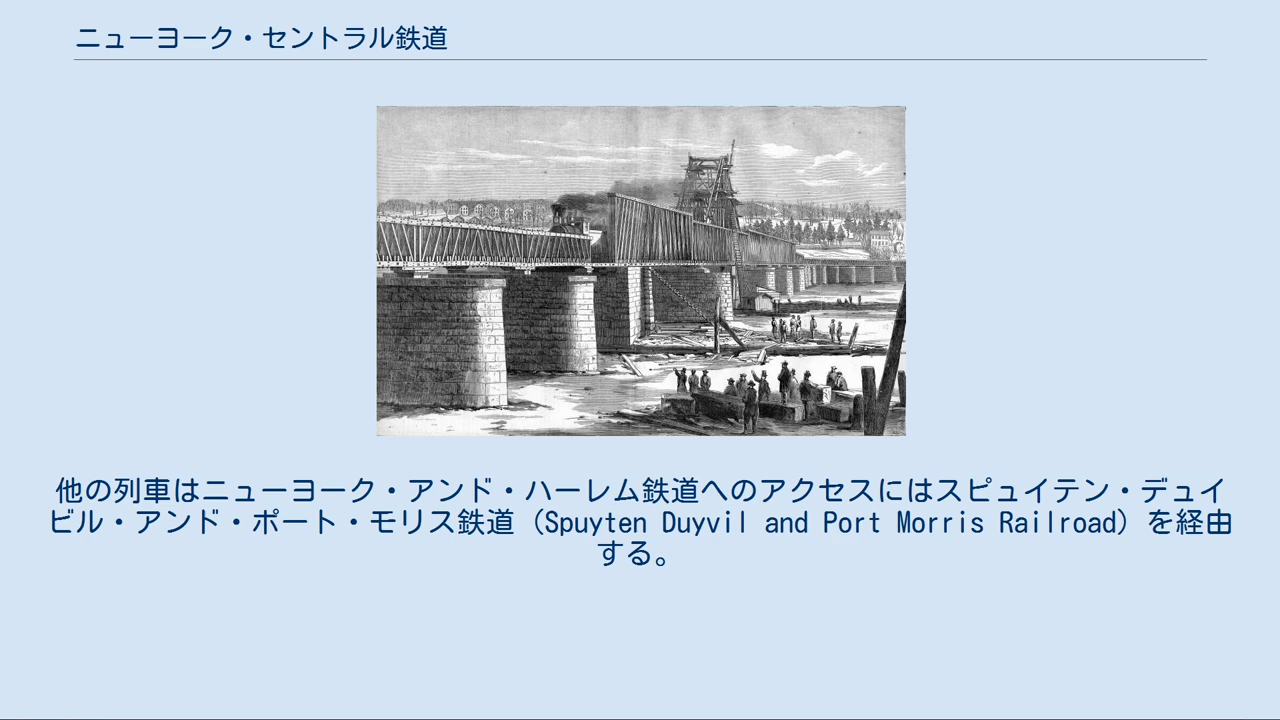 ニューヨーク・セントラル鉄道
他の列車はニューヨーク・アンド・ハーレム鉄道へのアクセスにはスピュイテン・デュイ
ビル・アンド・ポート・モリス鉄道（Spuyten Duyvil and Port Morris Railroad）を経由
する。